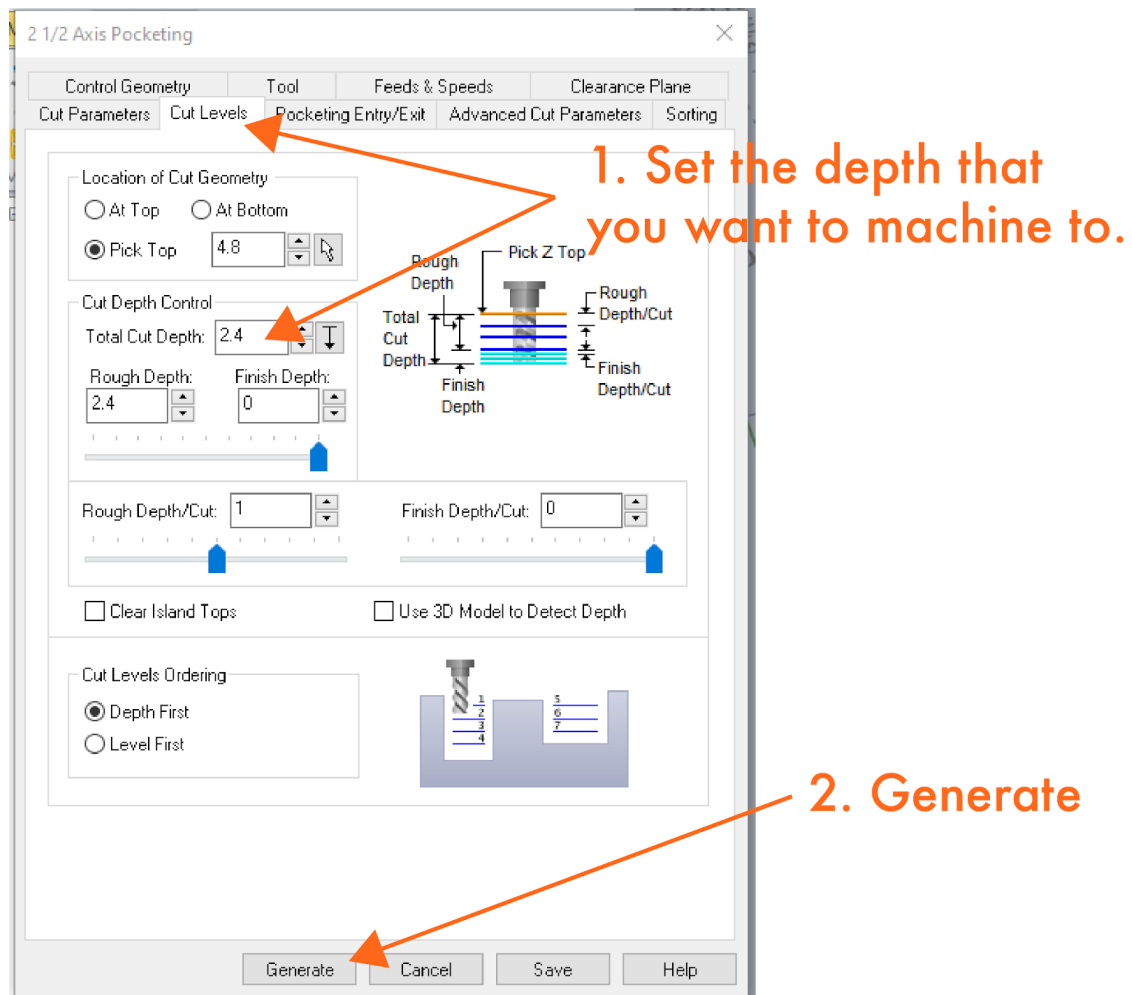 2 1/2 Axis Pocketing
Control Geometry Tool Feeds & Speeds Clearance Plane
Cut Parameters Cut Levels Pocketing Entry/Exit Advanced Cut Parameters Sorting
1. Set the depth that
you want to machine to.
Location of Cut Geometry
At Top At Bottom
Pick Top 4.8
Cut Depth Control
Total Cut Depth: 2.4
Rough Depth: Finish Depth:
2.4 0
Rough
Depth
Pick Z Top
Rough
Depth/Cut
Total
Cut
Depth
Finish
Depth
Finish
Depth/Cut
Rough Depth/Cut: 1 Finish Depth/Cut: 0
Clear Island Tops Use 3D Model to Detect Depth
Cut Levels Ordering
Depth First
Level First
1
2
3
4
5
6
7
2. Generate
Generate Cancel Save Help